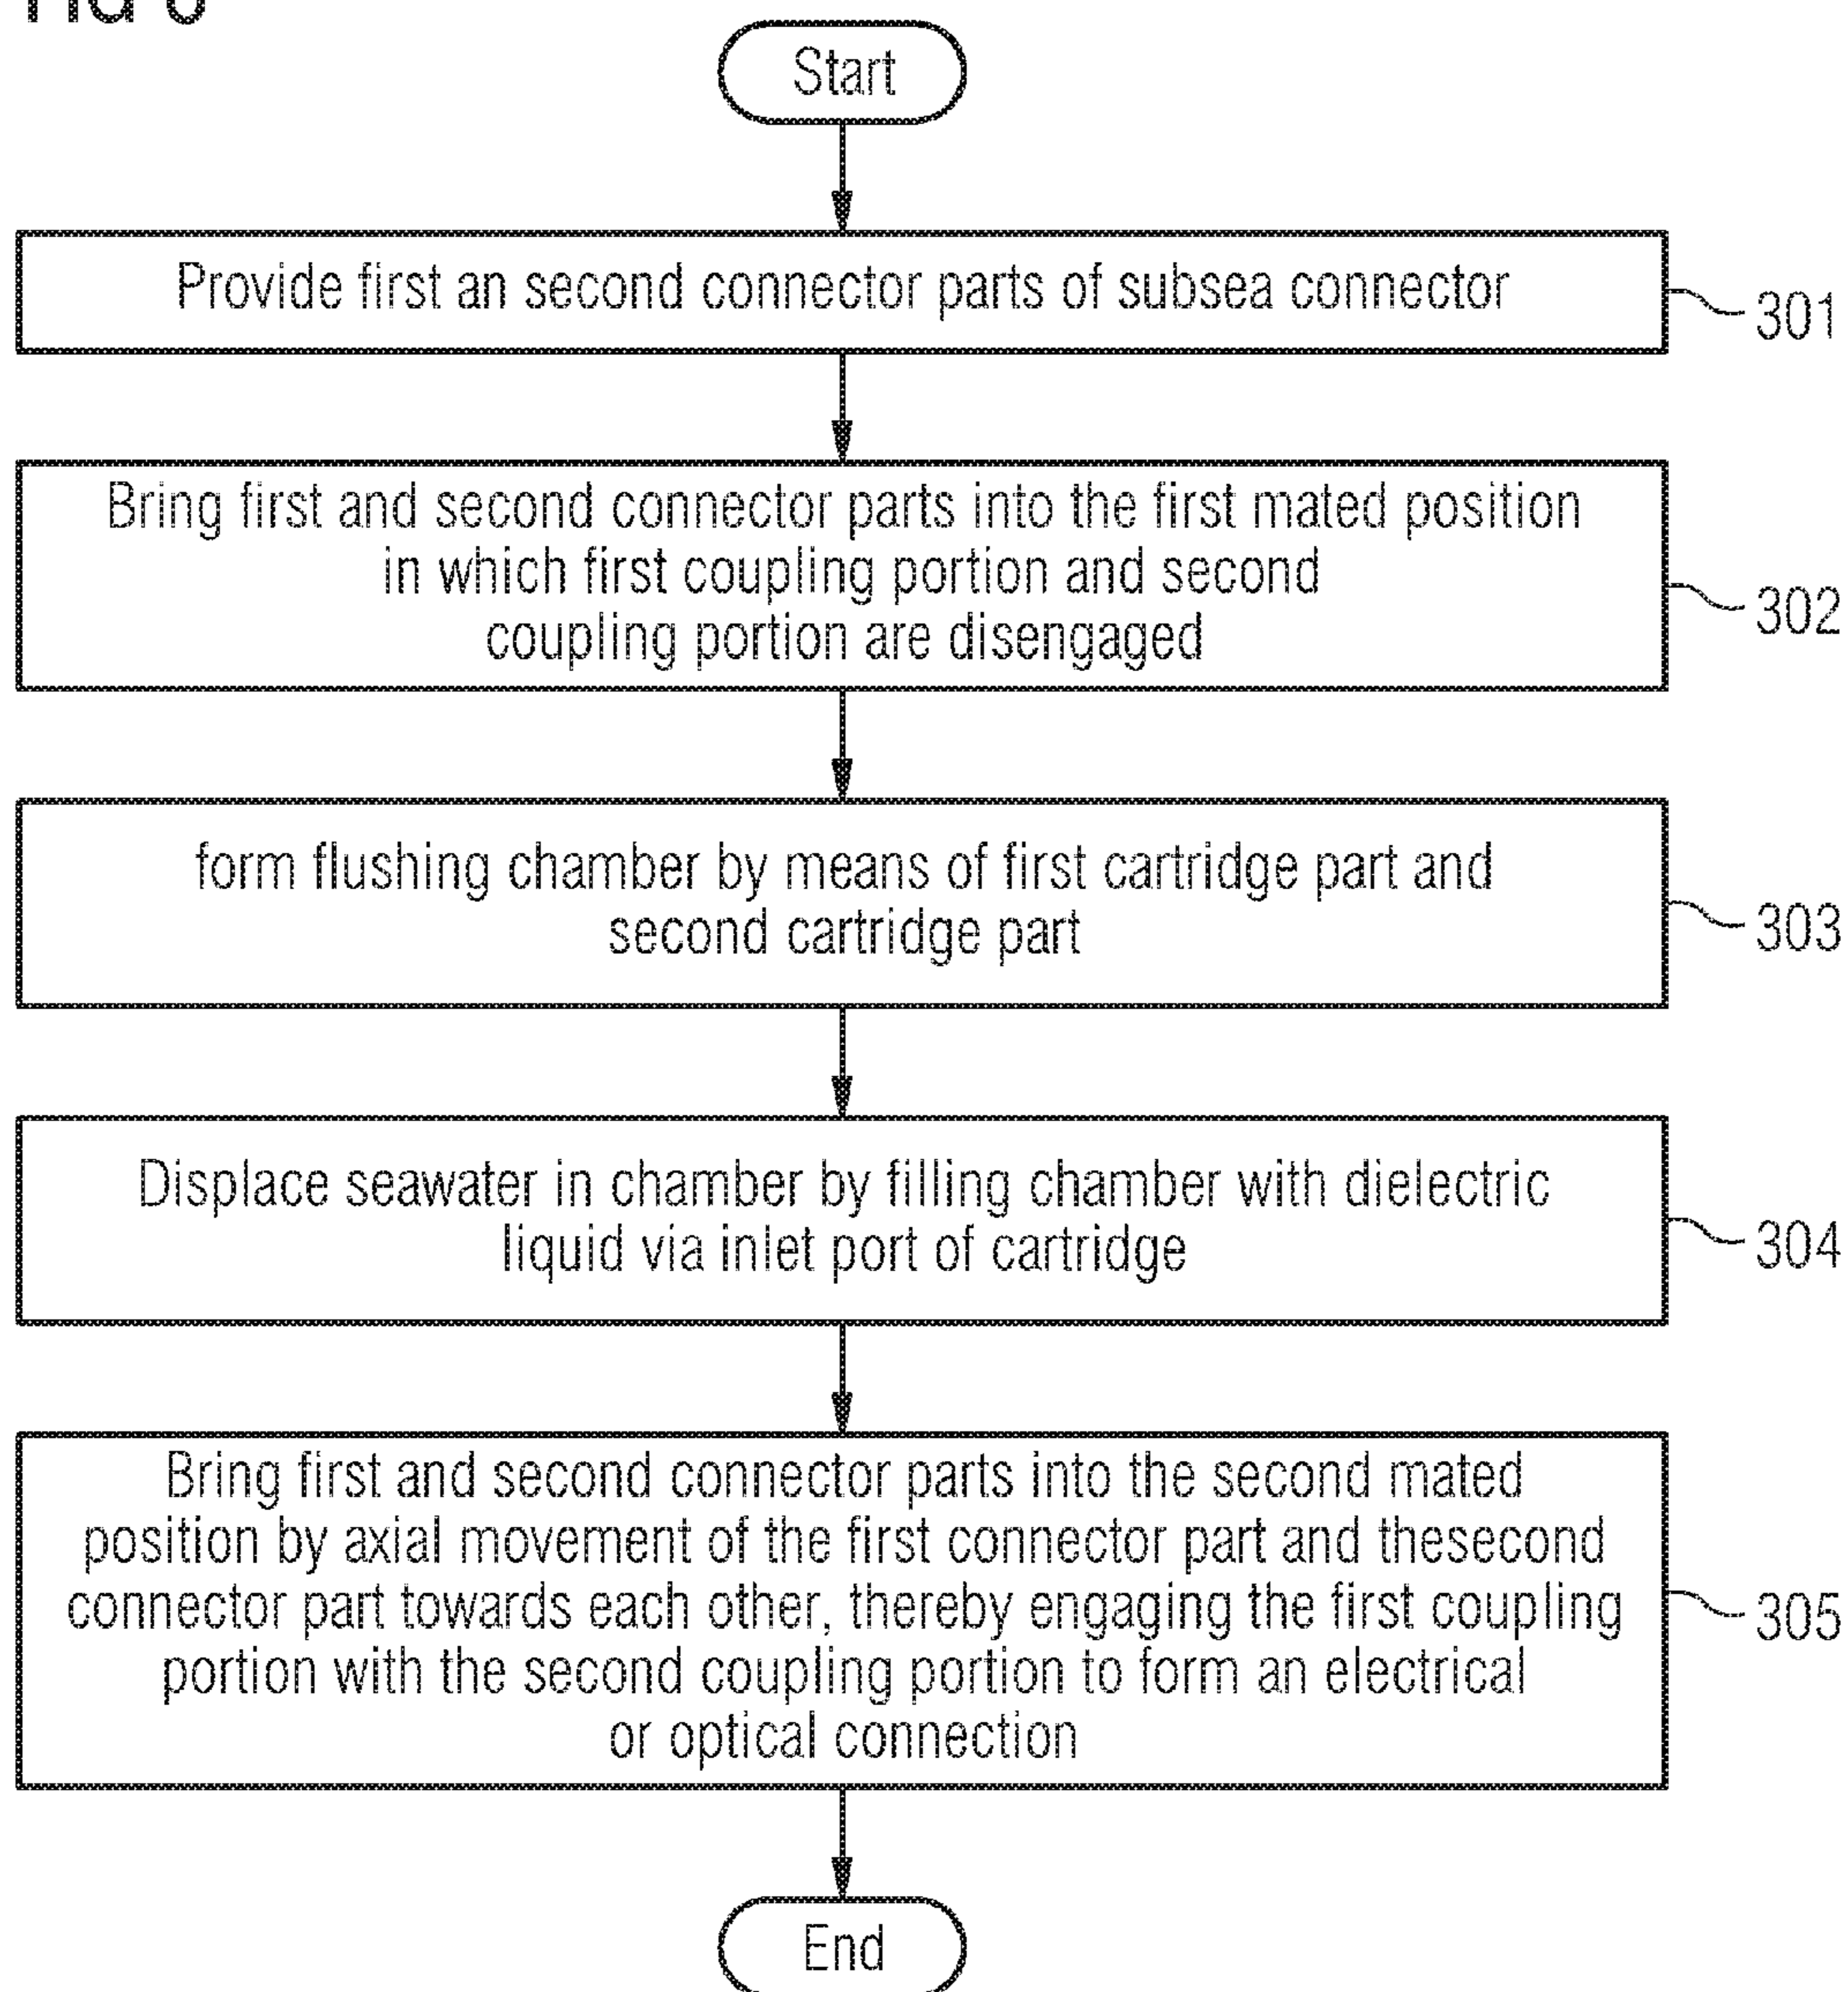 Start
Provide first an second connector parts of subsea connector
301
Bring first and second connector parts into the first mated position
in which first coupling portion and second
coupling portion are disengaged
302
form flushing chamber by means of first cartridge part and
second cartridge part
303
Displace seawater in chamber by filling chamber with dielectric
liquid via inlet port of cartridge
304
Bring first and second connector parts into the second mated
position by axial movement of the first connector part and thesecond
connector part towards each other, thereby engaging the first coupling
portion with the second coupling portion to form an electrical
or optical connection
305
End